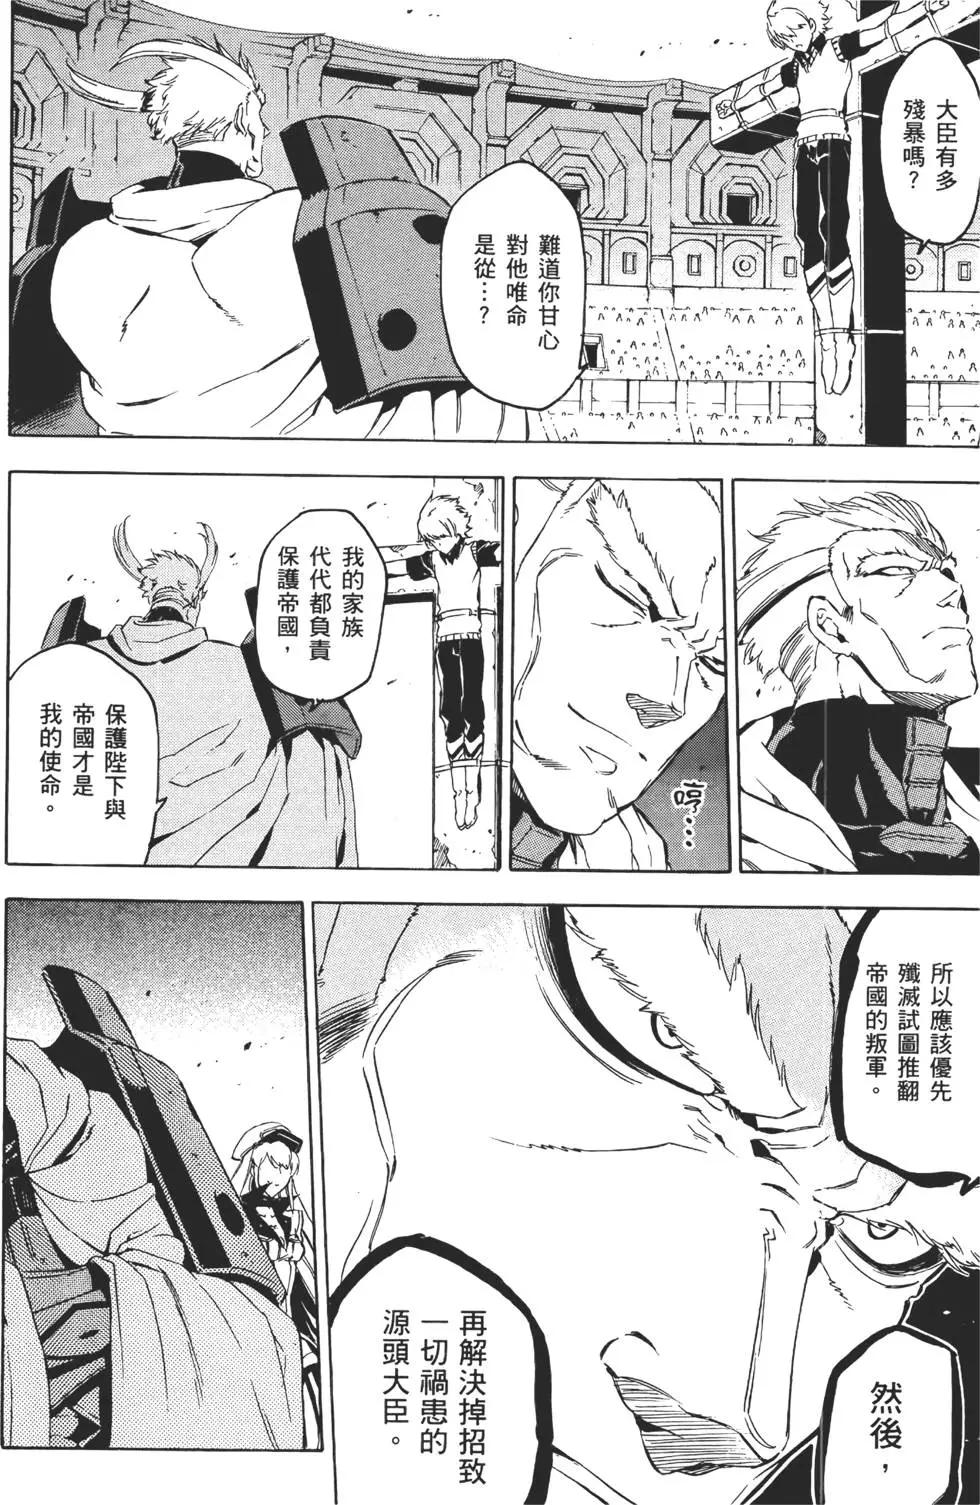 大臣有多
殘暴嗎？
難道你甘心
對他唯命
是從…？
哼…
我的家族
代代都負責
保護帝國，
保護陛下與
帝國才是
我的使命。
所以應該優先
殲滅試圖推翻
帝國的叛軍。
然後，
再解決掉招致
一切禍患的
源頭大臣。